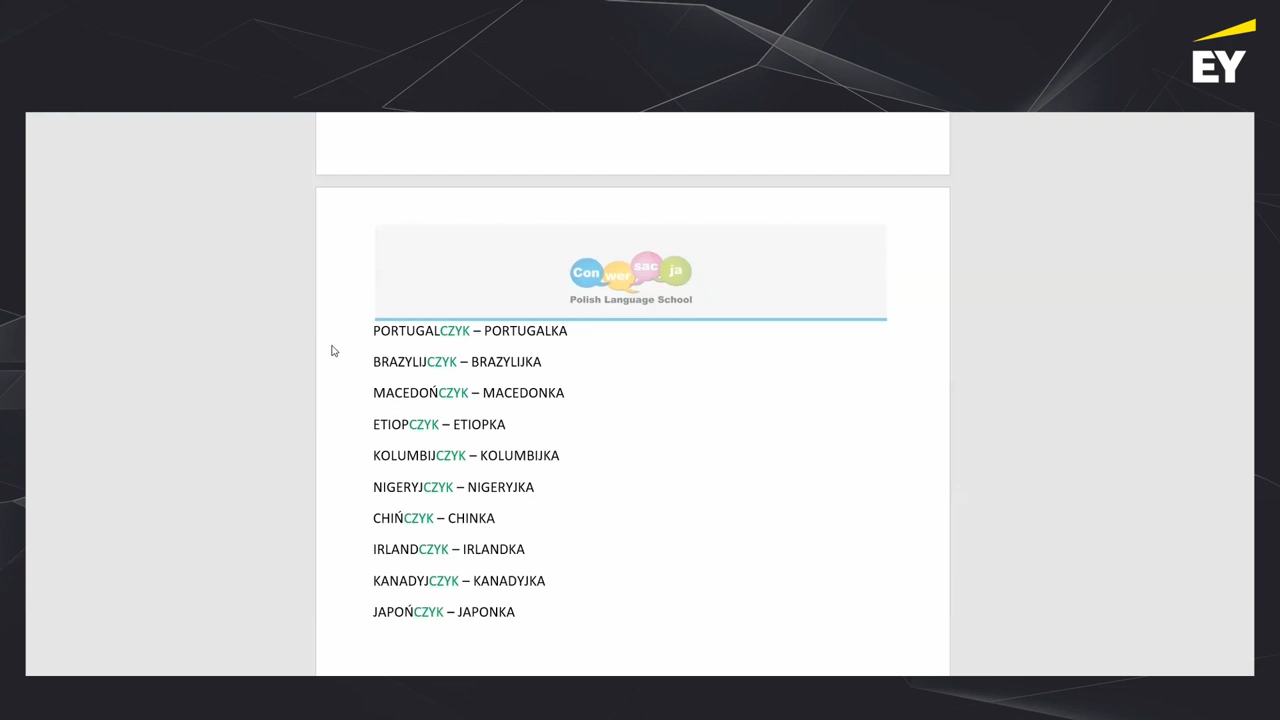 EY
Con wer sac ja
Polish Language School
PORTUGALCZYK – PORTUGALKA
BRAZYLIJCZYK – BRAZYLIJKA
MACEDOŃCZYK – MACEDONKA
ETIOPCZYK – ETIOPKA
KOLUMBIJCZYK – KOLUMBIJKA
NIGERYJCZYK – NIGERYJKA
CHIŃCZYK – CHINKA
IRLANDCZYK – IRLANDKA
KANADYJCZYK – KANADYJKA
JAPOŃCZYK – JAPONKA